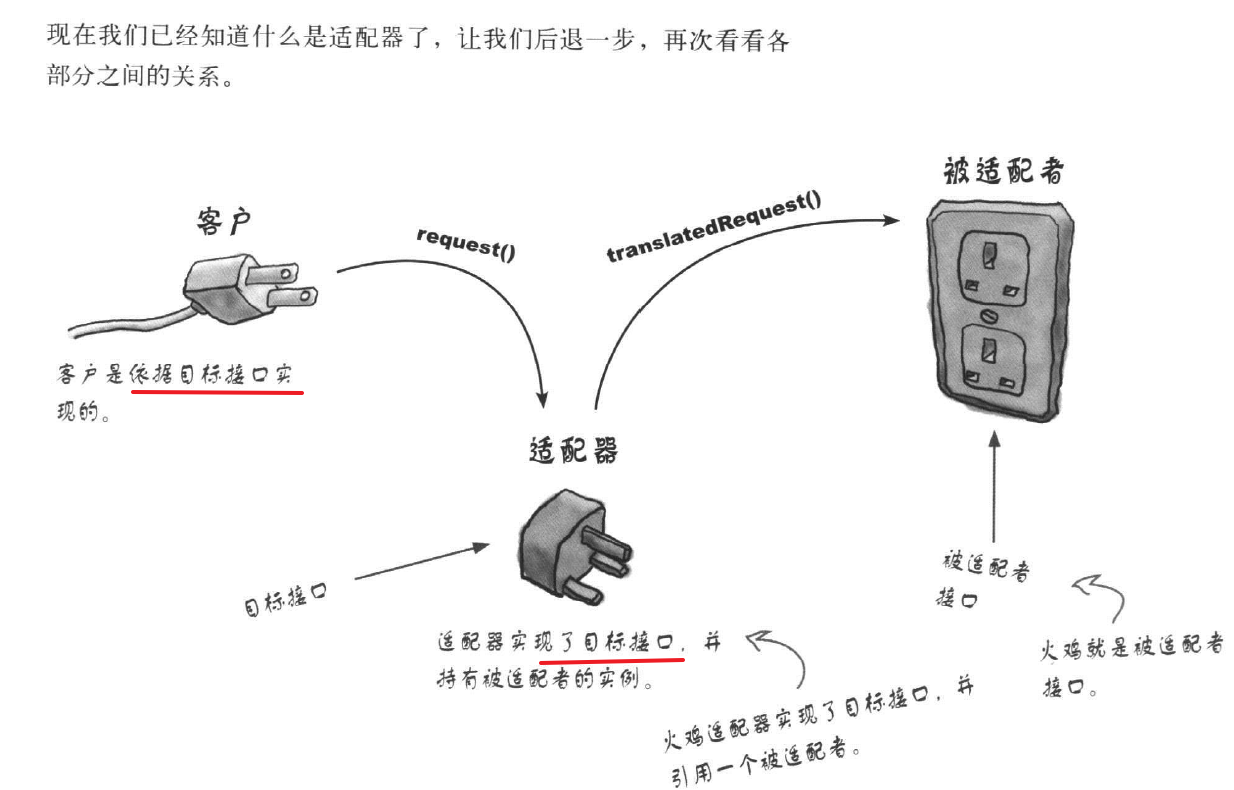 现在我们已经知道什么是适配器了，让我们后退一步，再次看看各
部分之间的关系。
被适配者
客户
request()
translatedRequest()
客户是依据目标接口实
现的。
适配器
目标接口
被适配者
接口
适配器实现了目标接口，并
持有被适配者的实例。
火鸡就是被适配者
接口。
火鸡适配器实现了目标接口，并
引用一个被适配者。